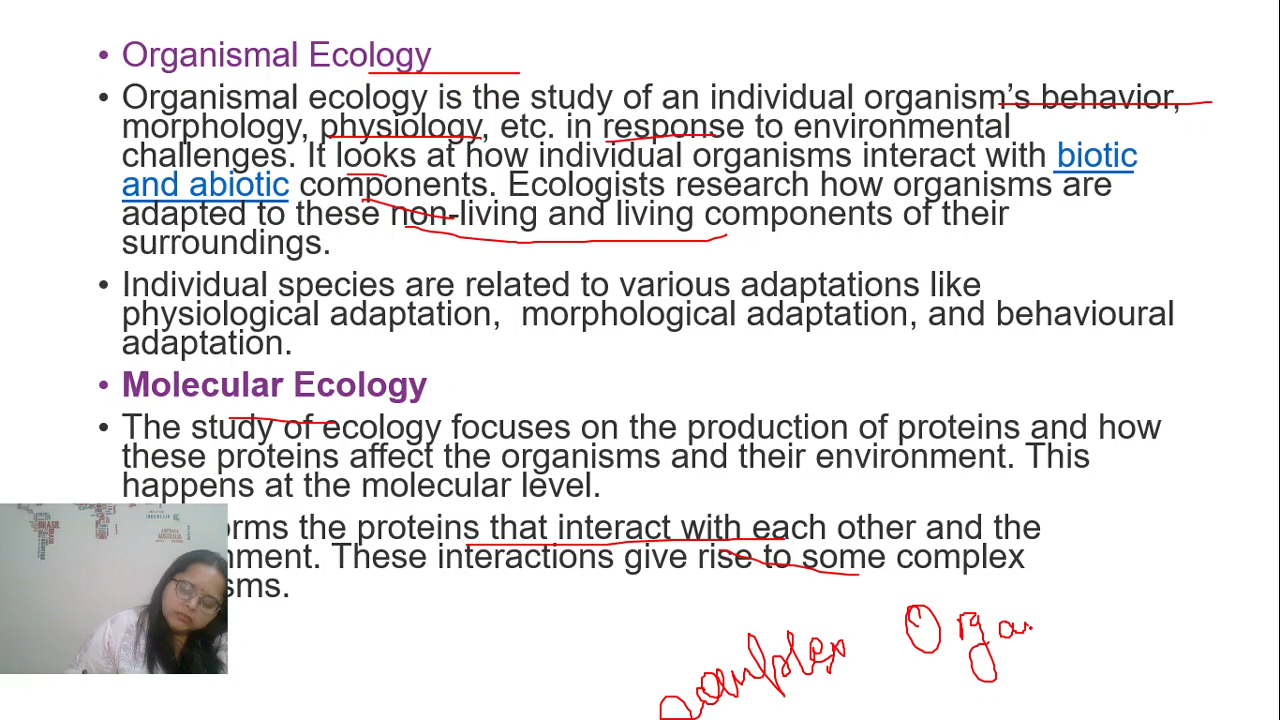 • Organismal Ecology
• Organismal ecology is the study of an individual organism's behavior,
morphology, physiology, etc. in response to environmental
challenges. It looks at how individual organisms interact with biotic
and abiotic components. Ecologists research how organisms are
adapted to these non-living and living components of their
surroundings.
• Individual species are related to various adaptations like
physiological adaptation, morphological adaptation, and behavioural
adaptation.
• Molecular Ecology
• The study of ecology focuses on the production of proteins and how
these proteins affect the organisms and their environment. This
happens at the molecular level.
orms the proteins that interact with each other and the
nment. These interactions give rise to some complex
sms.
BRASIL
AUSTRALIA
complex Orga